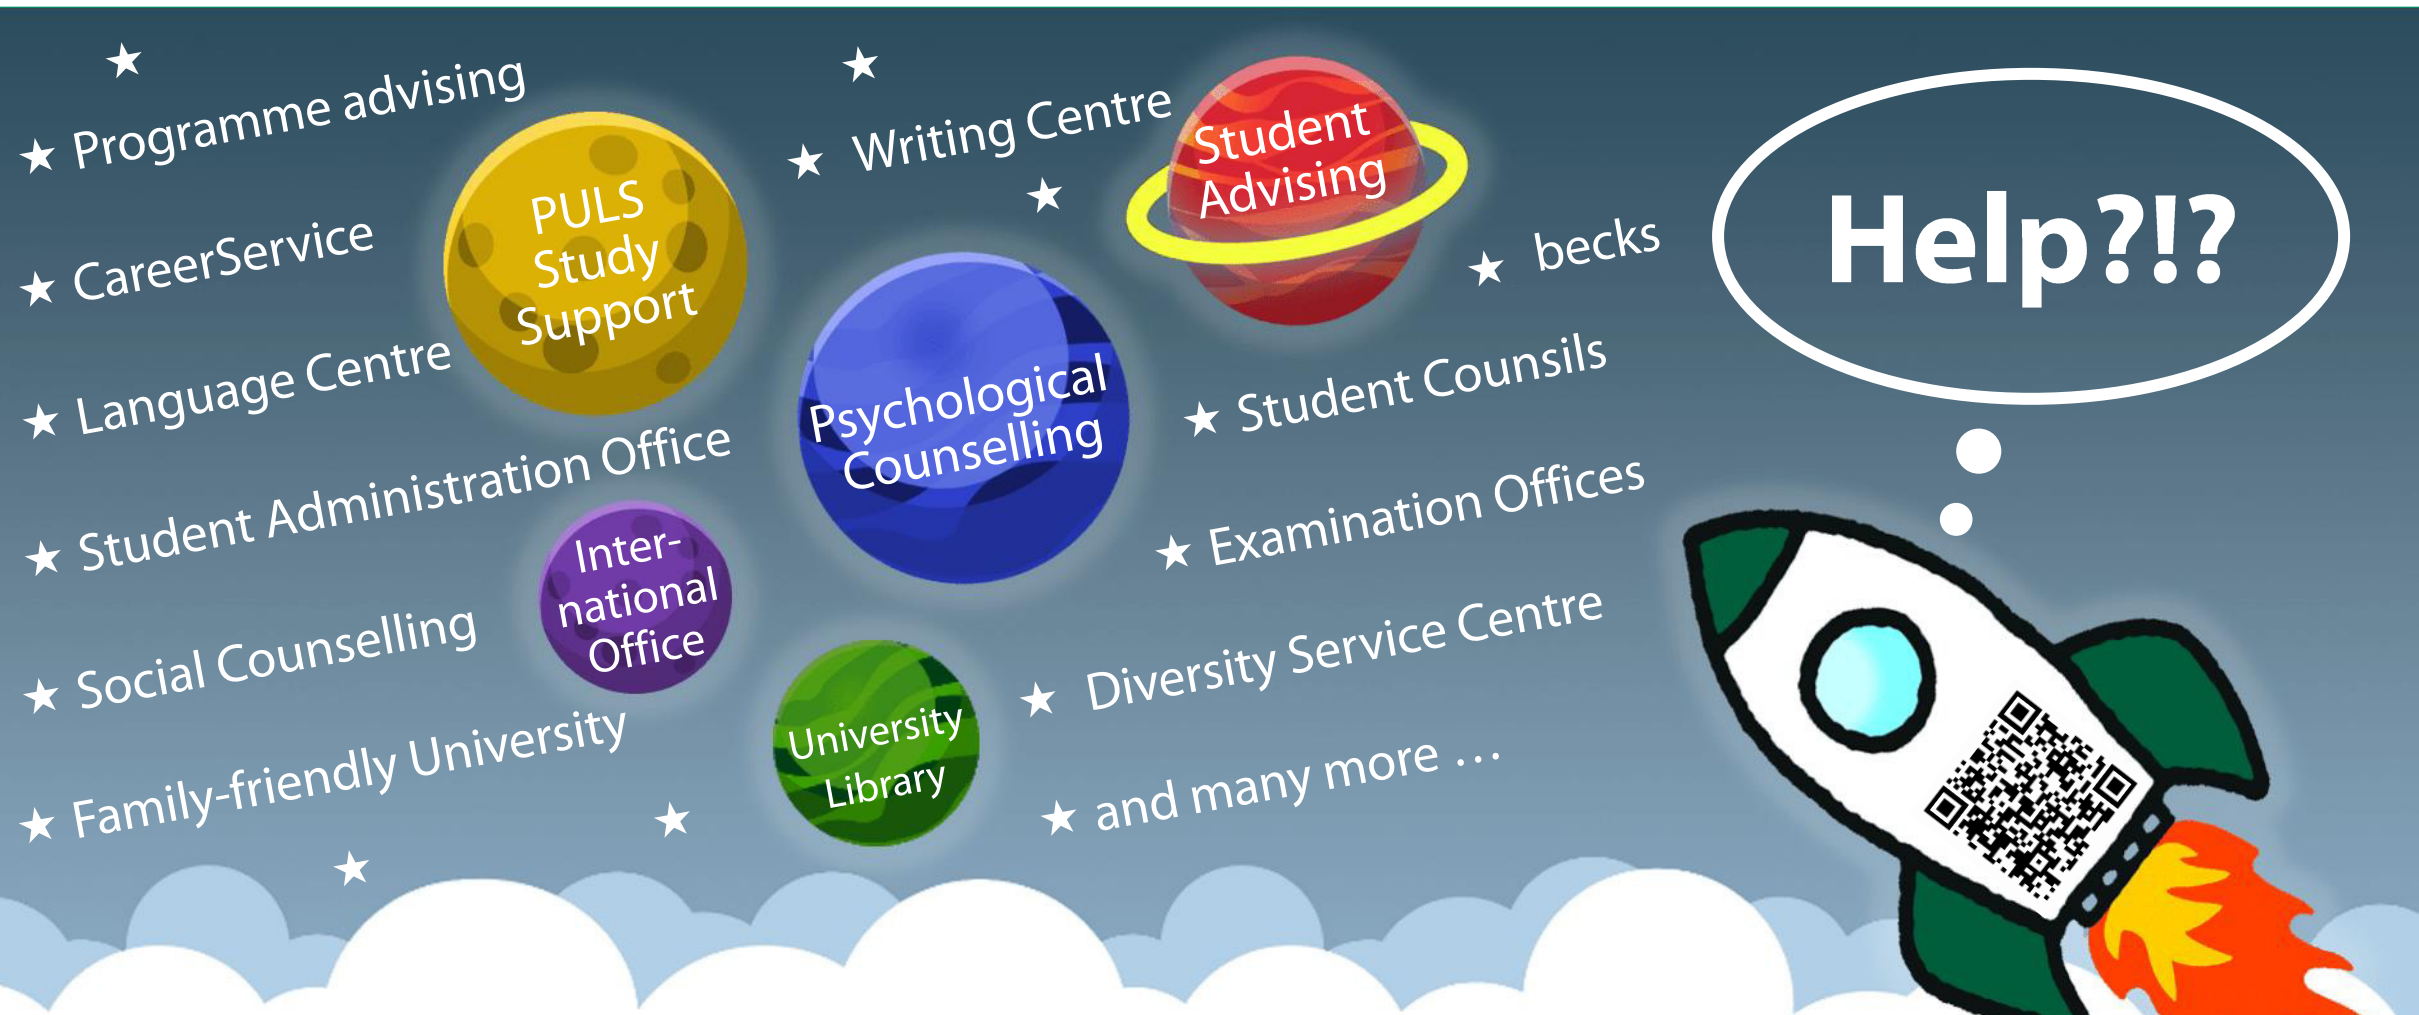 Programme advising
CareerService
Language Centre
Student Administration Office
Social Counselling
Family-friendly University
PULS
Study
Support
Inter-
national
Office
Writing Centre
Psychological
Counselling
University
Library
Student
Advising
becks
Student Counsils
Examination Offices
Diversity Service Centre
and many more …
Help?!?